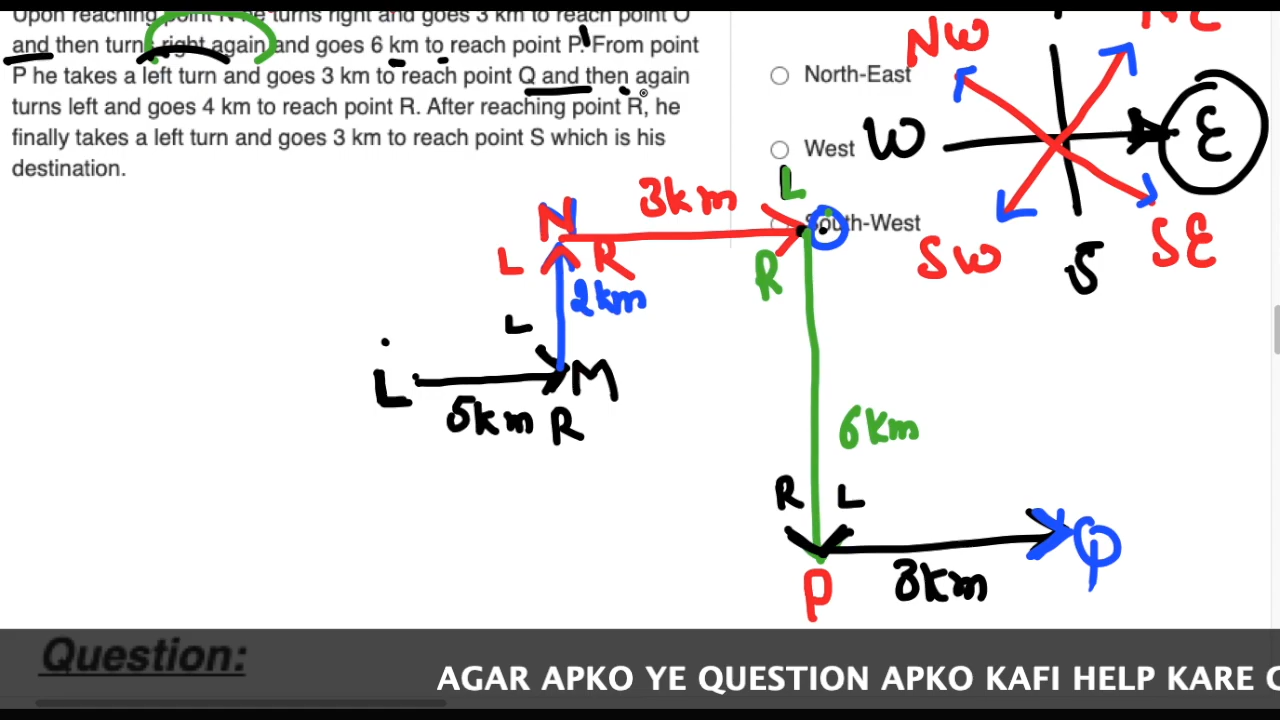 Upon reaching point N he turns right and goes 3 km to reach point O
and then turns right again and goes 6 km to reach point P. From point
P he takes a left turn and goes 3 km to reach point Q and then again
turns left and goes 4 km to reach point R. After reaching point R, he
finally takes a left turn and goes 3 km to reach point S which is his
destination.
North-East
West
South-West
NW
NE
W
E
SW
S
SE
L
3km
N
O
L
R
R
2km
L
L
M
5km
R
6km
R
L
P
3km
Q
Question:
AGAR APKO YE QUESTION APKO KAFI HELP KARE